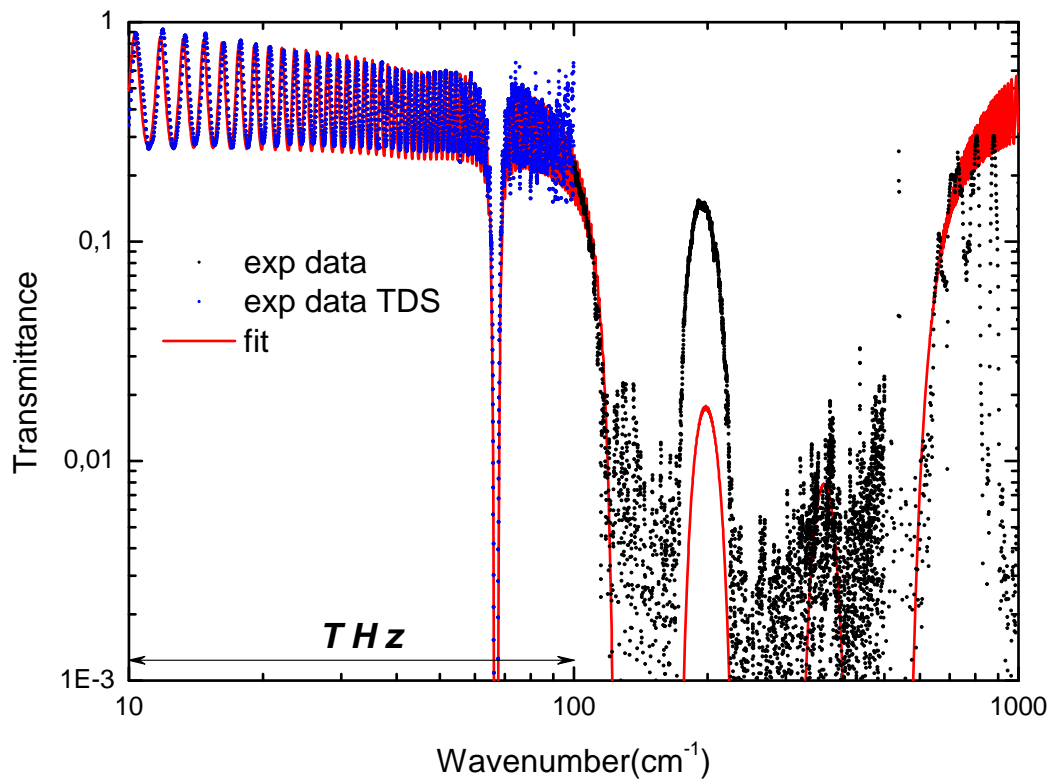 1
0,1
0,01
1E-3
Transmittance
exp data
exp data TDS
fit
THz
10
100
1000
Wavenumber(cm⁻¹)